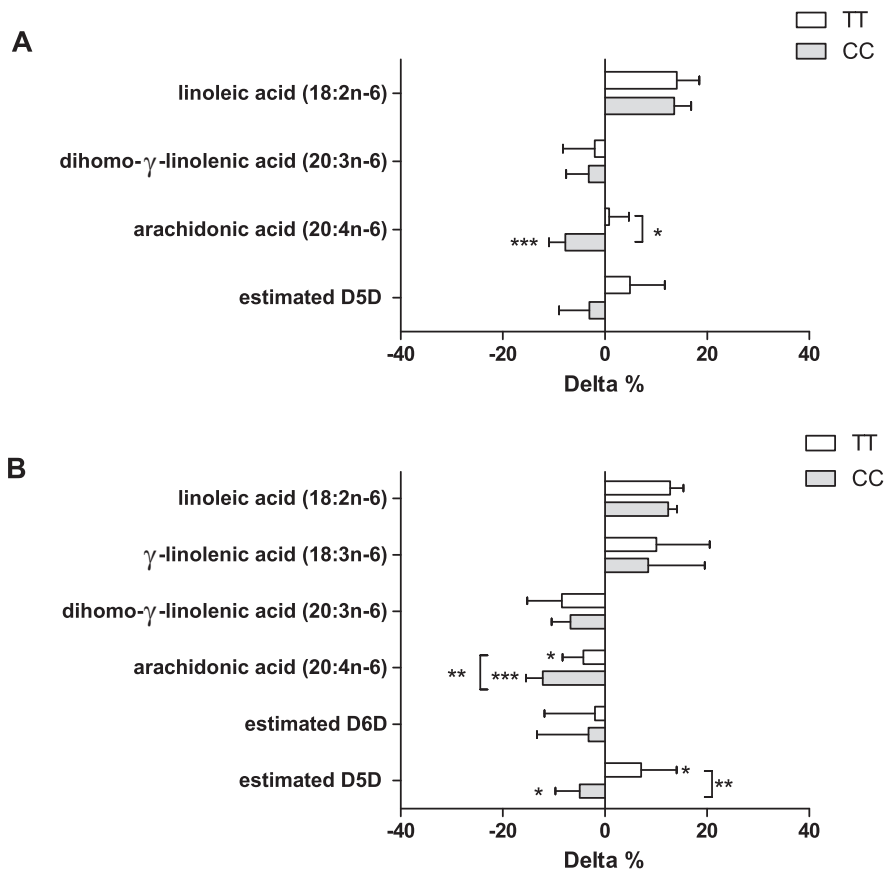 A
TT
CC
linoleic acid (18:2n-6)
dihomo-γ-linolenic acid (20:3n-6)
arachidonic acid (20:4n-6)
*
***
estimated D5D
-40 -20 0 20 40
Delta %
B
TT
CC
linoleic acid (18:2n-6)
γ-linolenic acid (18:3n-6)
dihomo-γ-linolenic acid (20:3n-6)
arachidonic acid (20:4n-6)
*
** ***
estimated D6D
estimated D5D
*
**
*
-40 -20 0 20 40
Delta %